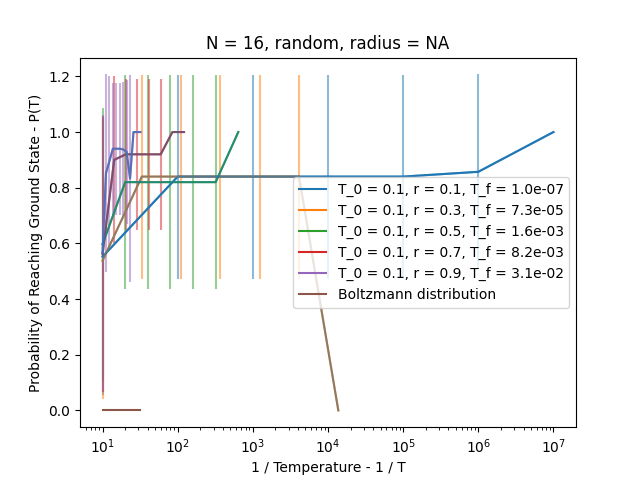 N = 16, random, radius = NA
Probability of Reaching Ground State - P(T)
1.2
1.0
0.8
0.6
0.4
0.2
0.0
T_0 = 0.1, r = 0.1, T_f = 1.0e-07
T_0 = 0.1, r = 0.3, T_f = 7.3e-05
T_0 = 0.1, r = 0.5, T_f = 1.6e-03
T_0 = 0.1, r = 0.7, T_f = 8.2e-03
T_0 = 0.1, r = 0.9, T_f = 3.1e-02
Boltzmann distribution
10¹ 10² 10³ 10⁴ 10⁵ 10⁶ 10⁷
1 / Temperature - 1 / T